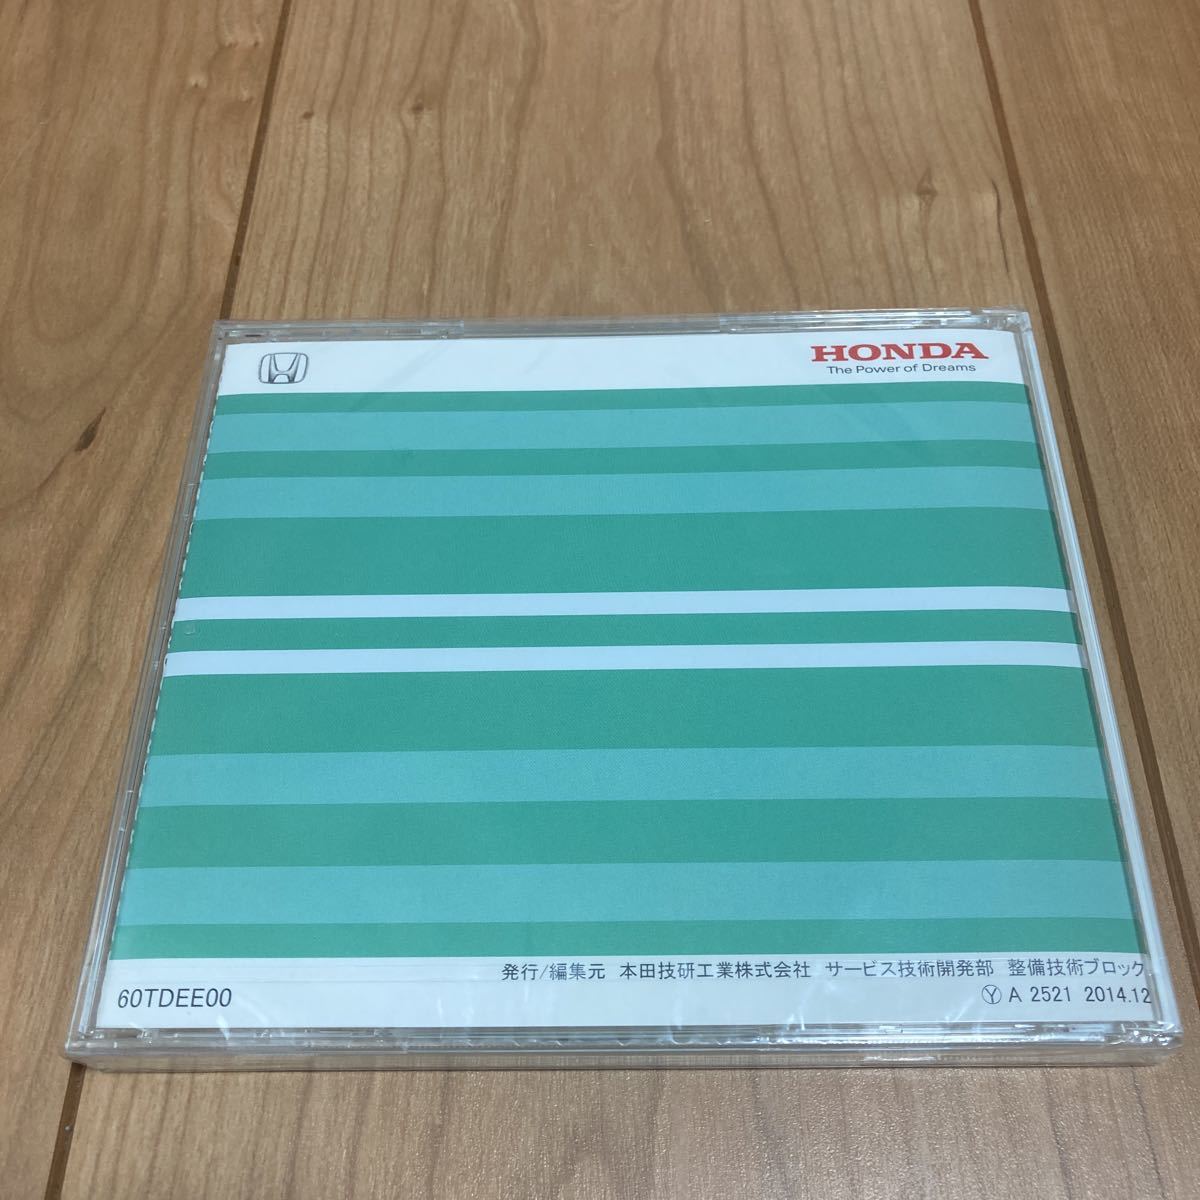 HONDA
The Power of Dreams
発行/編集元 本田技研工業株式会社 サービス技術開発部 整備技術ブロック
60TDEE00
Ⓨ A 2521 2014.12